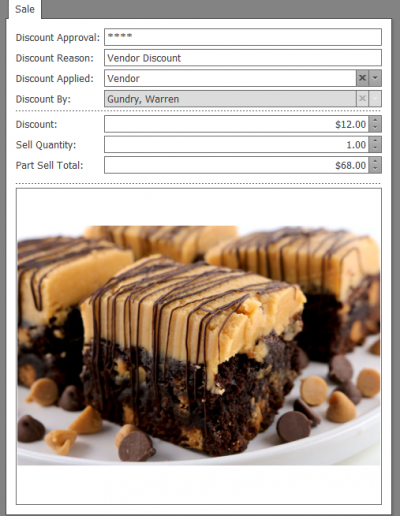 Sale
Discount Approval: ****
Discount Reason: Vendor Discount
Discount Applied: Vendor
Discount By: Gundry, Warren
Discount: $12.00
Sell Quantity: 1.00
Part Sell Total: $68.00